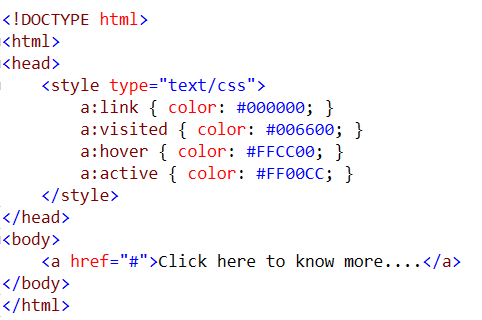 <!DOCTYPE html>
<html>
<head>
    <style type="text/css">
        a:link { color: #000000; }
        a:visited { color: #006600; }
        a:hover { color: #FFCC00; }
        a:active { color: #FF00CC; }
    </style>
</head>
<body>
    <a href="#">Click here to know more....</a>
</body>
</html>